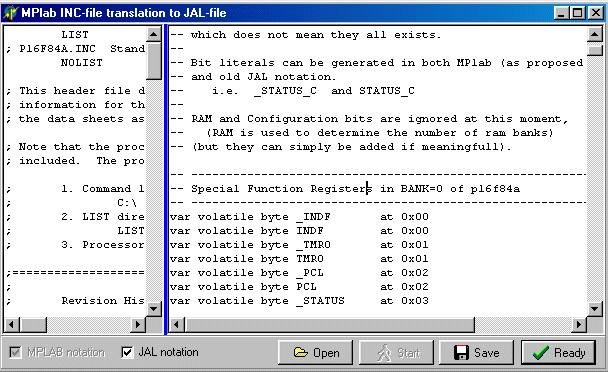 MPlab INC-file translation to JAL-file
LIST
; P16F84A.INC Stand
NOLIST
; This header file d
; information for th
; the data sheets as
; Note that the proc
; included. The pro
; 1. Command l
; C:\
; 2. LIST dire
; LIST
; 3. Processor
;==================
; Revision His
-- which does not mean they all exists.
--
-- Bit literals can be generated in both MPlab (as proposed
-- and old JAL notation.
-- i.e. _STATUS_C and STATUS_C
--
-- RAM and Configuration bits are ignored at this moment,
-- (RAM is used to determine the number of ram banks)
-- (but they can simply be added if meaningfull).
--
-- --------------------------------------------------------
-- Special Function Registers in BANK=0 of p16f84a
-- --------------------------------------------------------
var volatile byte _INDF at 0x00
var volatile byte INDF at 0x00
var volatile byte _TMR0 at 0x01
var volatile byte TMR0 at 0x01
var volatile byte _PCL at 0x02
var volatile byte PCL at 0x02
var volatile byte _STATUS at 0x03
MPLAB notation
JAL notation
Open
Start
Save
Ready